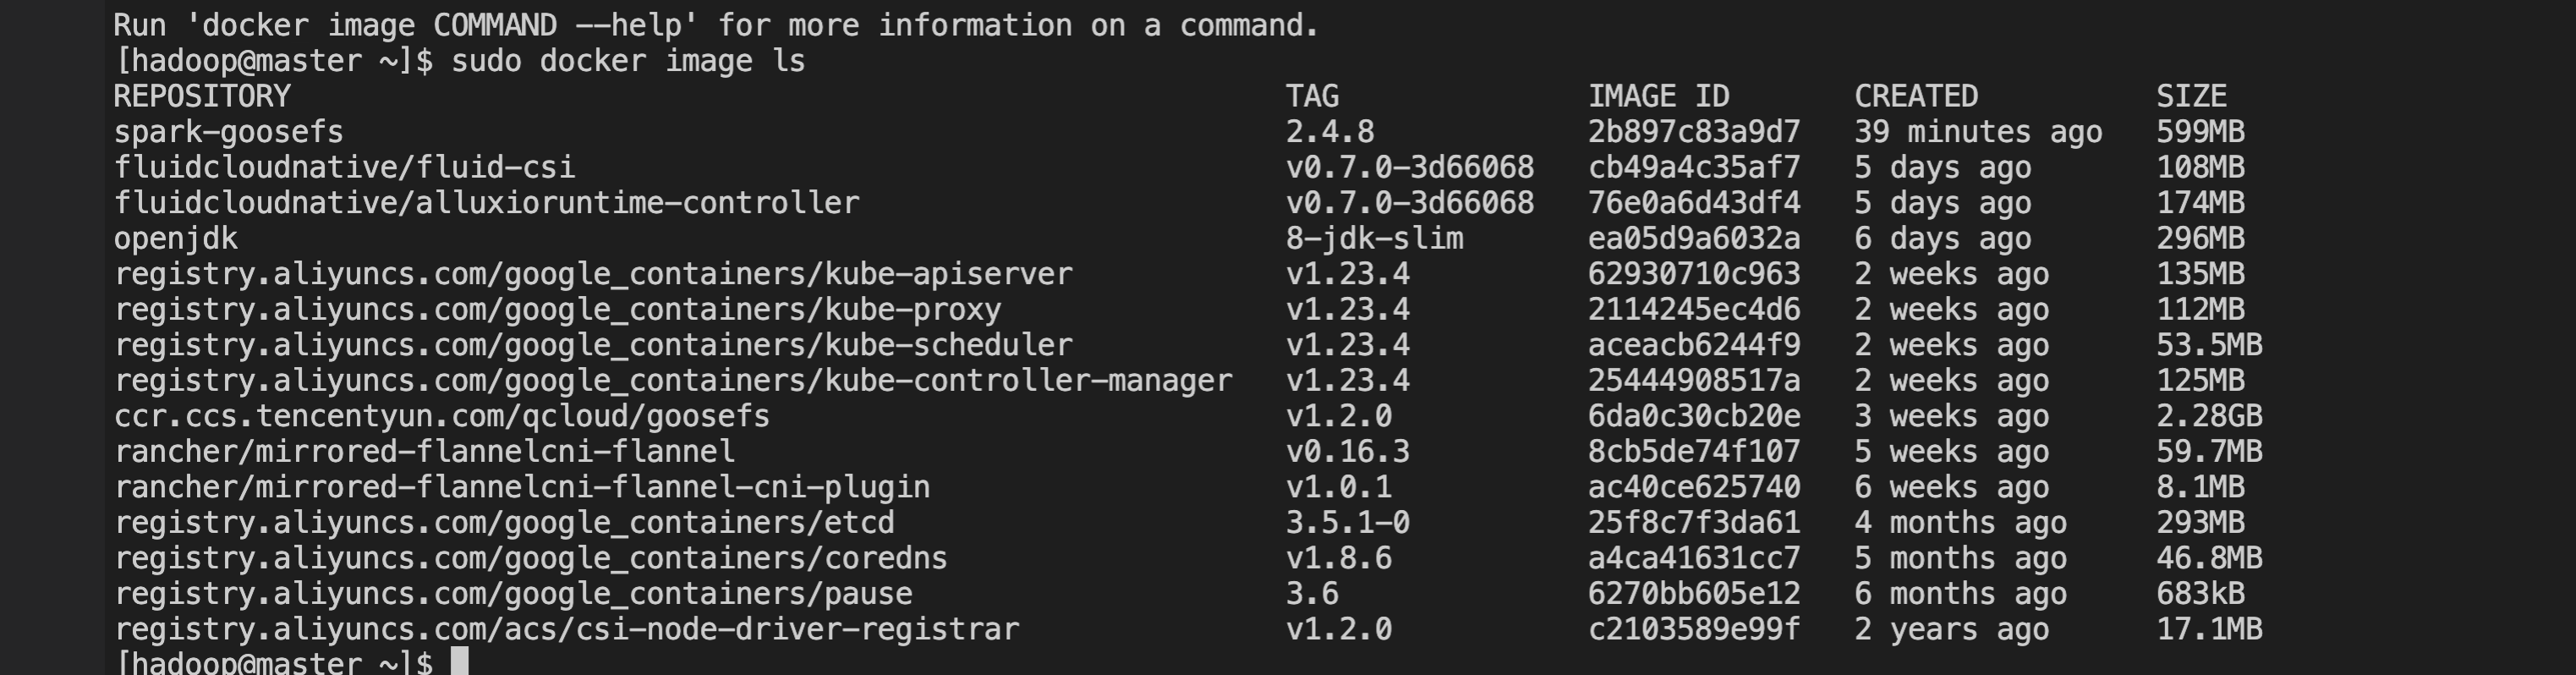 Run 'docker image COMMAND --help' for more information on a command.
[hadoop@master ~]$ sudo docker image ls
REPOSITORY TAG IMAGE ID CREATED SIZE
spark-goosefs 2.4.8 2b897c83a9d7 39 minutes ago 599MB
fluidcloudnative/fluid-csi v0.7.0-3d66068 cb49a4c35af7 5 days ago 108MB
fluidcloudnative/alluxioruntime-controller v0.7.0-3d66068 76e0a6d43df4 5 days ago 174MB
openjdk 8-jdk-slim ea05d9a6032a 6 days ago 296MB
registry.aliyuncs.com/google_containers/kube-apiserver v1.23.4 62930710c963 2 weeks ago 135MB
registry.aliyuncs.com/google_containers/kube-proxy v1.23.4 2114245ec4d6 2 weeks ago 112MB
registry.aliyuncs.com/google_containers/kube-scheduler v1.23.4 aceacb6244f9 2 weeks ago 53.5MB
registry.aliyuncs.com/google_containers/kube-controller-manager v1.23.4 25444908517a 2 weeks ago 125MB
ccr.ccs.tencentyun.com/qcloud/goosefs v1.2.0 6da0c30cb20e 3 weeks ago 2.28GB
rancher/mirrored-flannelcni-flannel v0.16.3 8cb5de74f107 5 weeks ago 59.7MB
rancher/mirrored-flannelcni-flannel-cni-plugin v1.0.1 ac40ce625740 6 weeks ago 8.1MB
registry.aliyuncs.com/google_containers/etcd 3.5.1-0 25f8c7f3da61 4 months ago 293MB
registry.aliyuncs.com/google_containers/coredns v1.8.6 a4ca41631cc7 5 months ago 46.8MB
registry.aliyuncs.com/google_containers/pause 3.6 6270bb605e12 6 months ago 683kB
registry.aliyuncs.com/acs/csi-node-driver-registrar v1.2.0 c2103589e99f 2 years ago 17.1MB
[hadoop@master ~]$